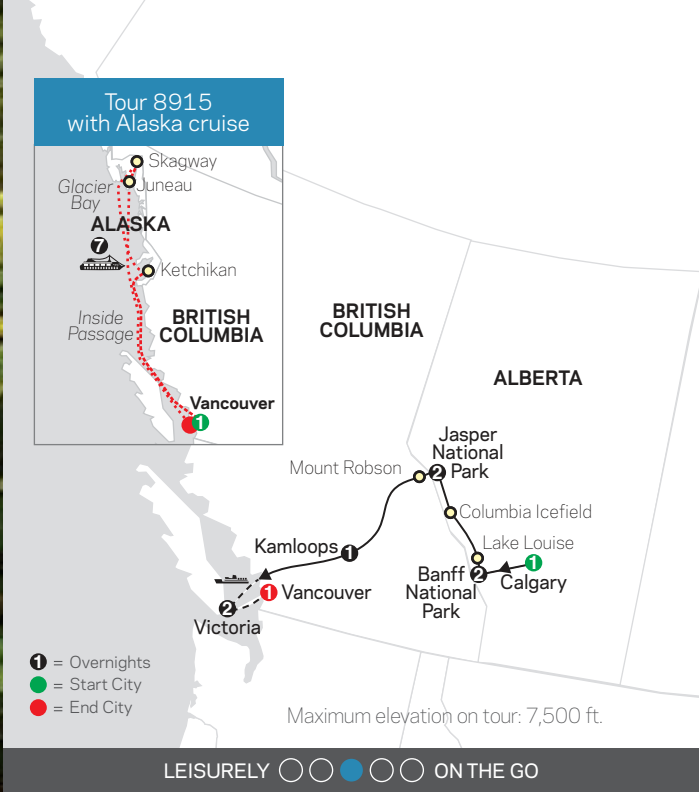 Tour 8915
with Alaska cruise
Skagway
Juneau
Glacier
Bay
ALASKA
7
Ketchikan
Inside
Passage
BRITISH
COLUMBIA
Vancouver
1
BRITISH
COLUMBIA
ALBERTA
Jasper
National
Park
2
Mount Robson
Columbia Icefield
Lake Louise
Kamloops 1
Banff
National
Park
2
1
Calgary
1 Vancouver
2
Victoria
1 = Overnights
= Start City
= End City
Maximum elevation on tour: 7,500 ft.
LEISURELY ON THE GO